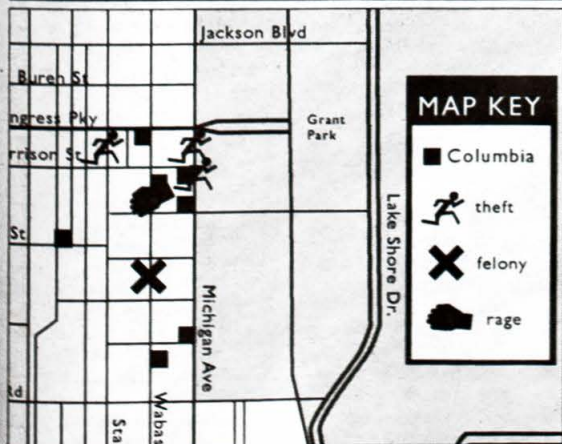 Jackson Blvd
Buren St
ngress Pky
Grant
Park
rrison St
St
Lake Shore Dr.
Michigan Ave
Rd
Sta
Wabas
MAP KEY
Columbia
theft
felony
rage